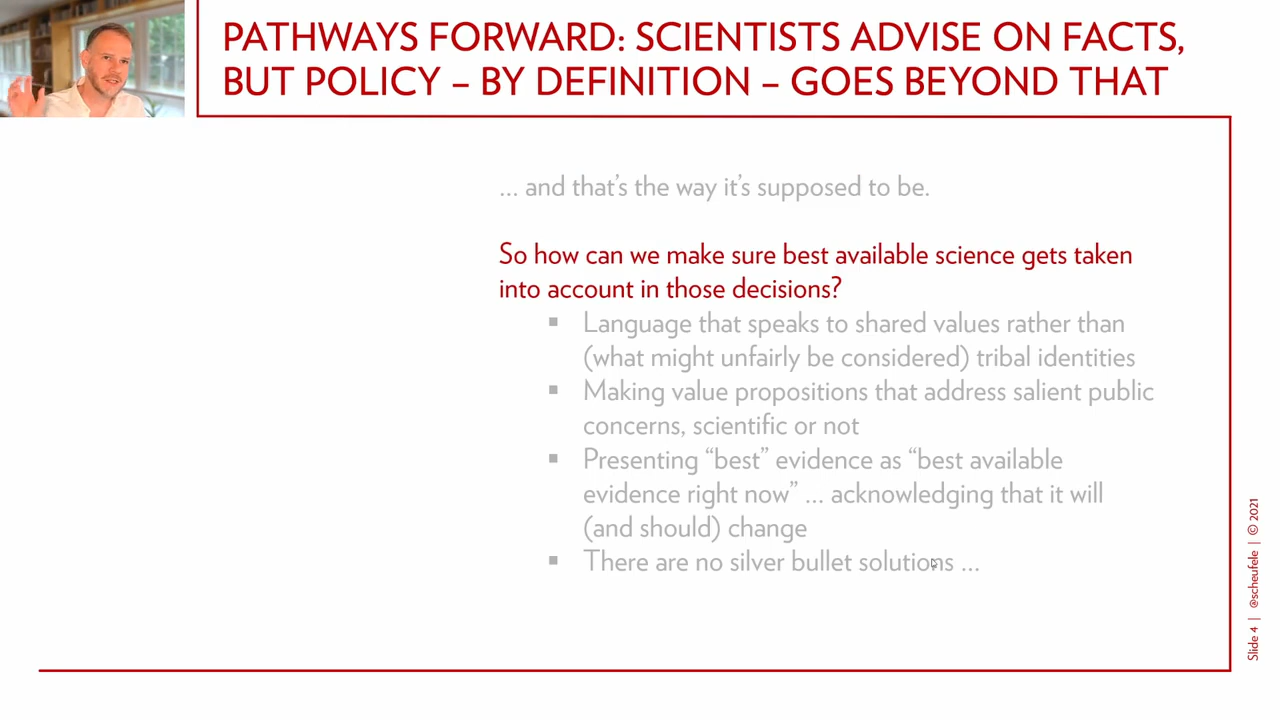 PATHWAYS FORWARD: SCIENTISTS ADVISE ON FACTS,
BUT POLICY – BY DEFINITION – GOES BEYOND THAT
... and that's the way it's supposed to be.
So how can we make sure best available science gets taken
into account in those decisions?
▪ Language that speaks to shared values rather than
(what might unfairly be considered) tribal identities
▪ Making value propositions that address salient public
concerns, scientific or not
▪ Presenting “best” evidence as “best available
evidence right now” ... acknowledging that it will
(and should) change
▪ There are no silver bullet solutions ...
Slide 4 | @scheufele | © 2021